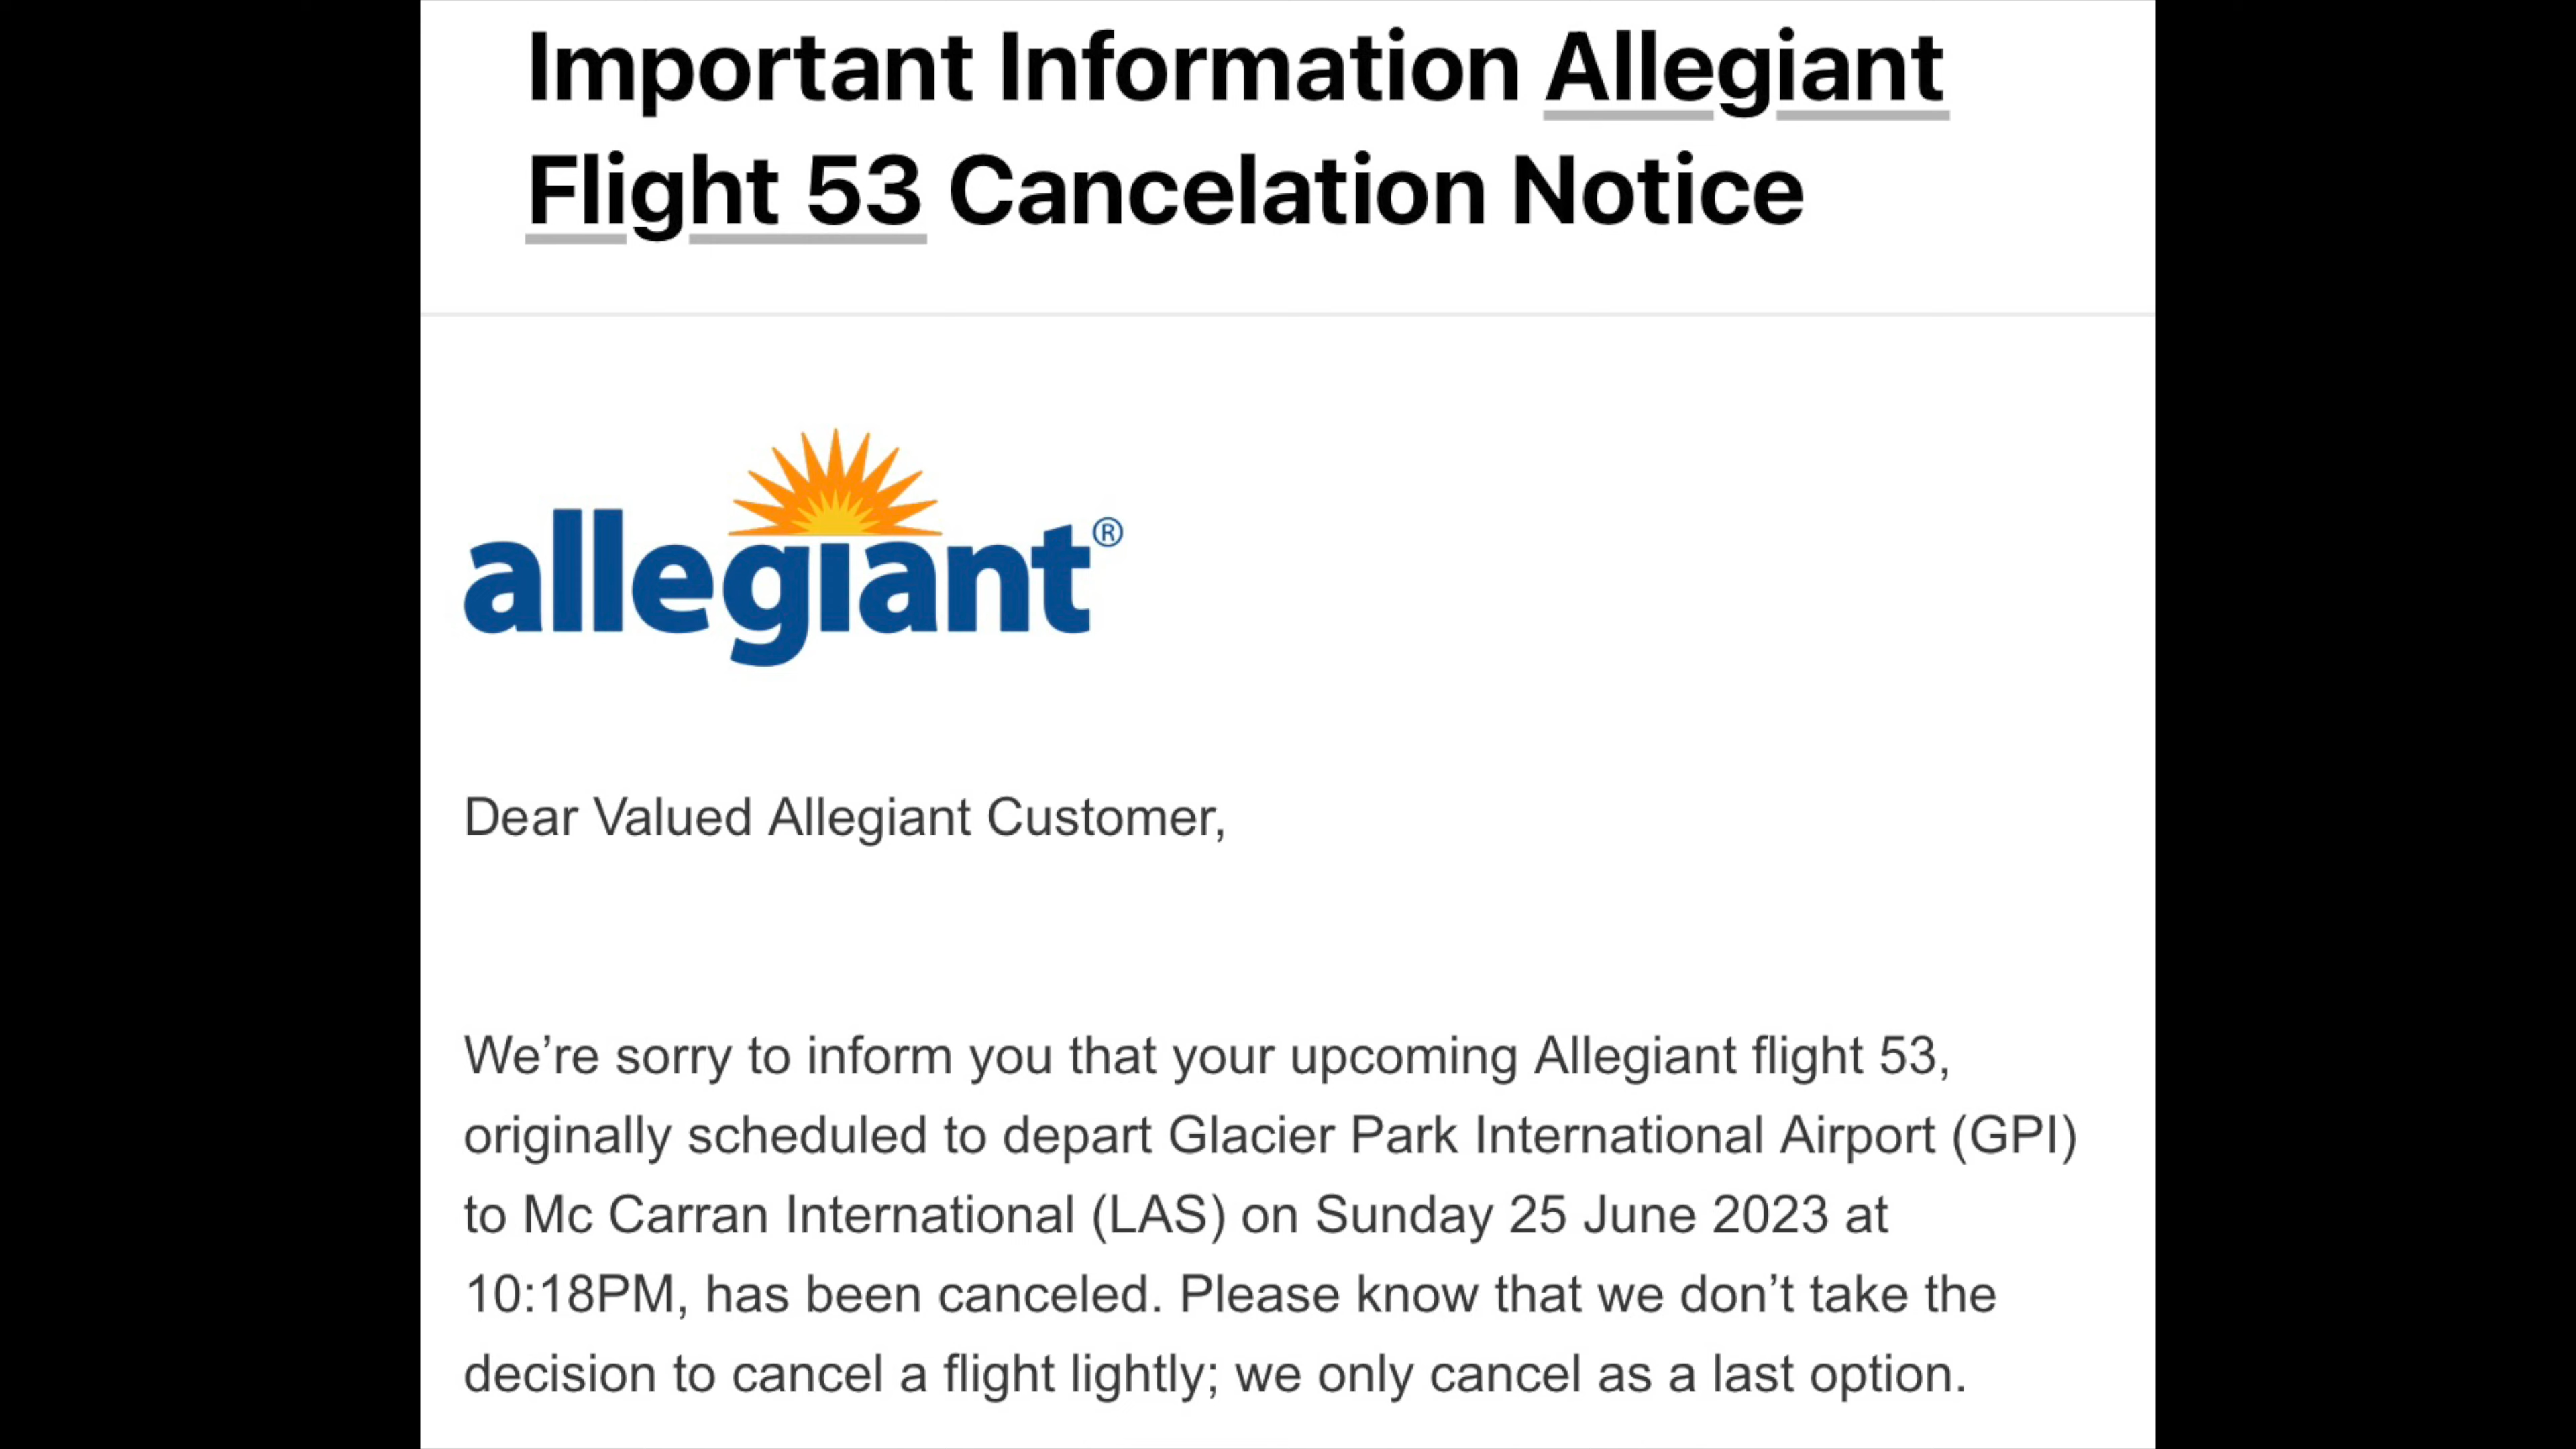 Important Information Allegiant
Flight 53 Cancelation Notice
allegiant®
Dear Valued Allegiant Customer,
We’re sorry to inform you that your upcoming Allegiant flight 53,
originally scheduled to depart Glacier Park International Airport (GPI)
to Mc Carran International (LAS) on Sunday 25 June 2023 at
10:18PM, has been canceled. Please know that we don’t take the
decision to cancel a flight lightly; we only cancel as a last option.